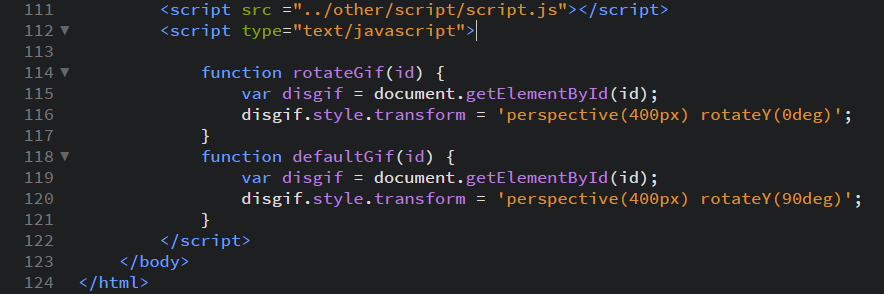 111 <script src ="../other/script/script.js"></script>
112 <script type="text/javascript">
113
114 function rotateGif(id) {
115 var disgif = document.getElementById(id);
116 disgif.style.transform = 'perspective(400px) rotateY(0deg)';
117 }
118 function defaultGif(id) {
119 var disgif = document.getElementById(id);
120 disgif.style.transform = 'perspective(400px) rotateY(90deg)';
121 }
122 </script>
123 </body>
124 </html>